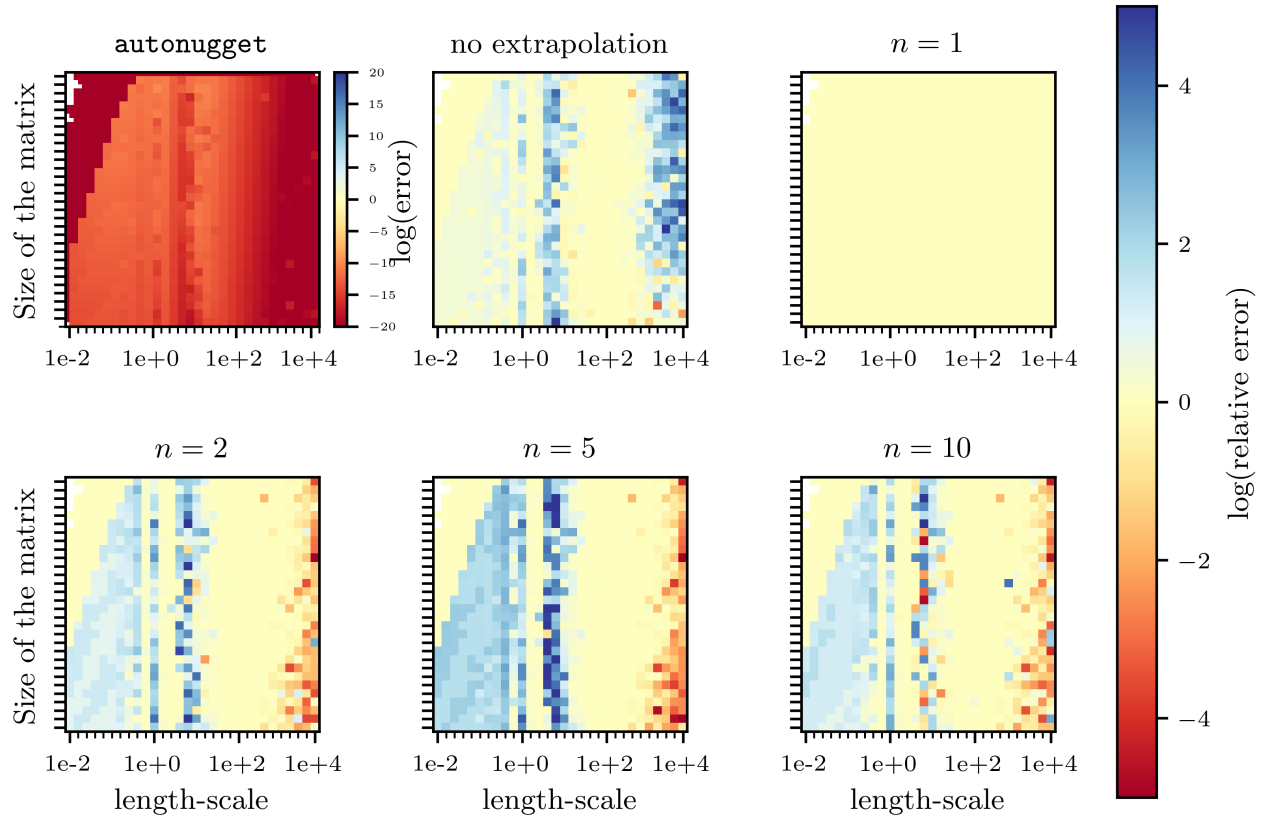 autonugget
no extrapolation
n = 1
Size of the matrix
20
15
10
5
0
−5
−10
−15
−20
log(error)
1e-2 1e+0 1e+2 1e+4
1e-2 1e+0 1e+2 1e+4
1e-2 1e+0 1e+2 1e+4
n = 2
n = 5
n = 10
Size of the matrix
1e-2 1e+0 1e+2 1e+4
1e-2 1e+0 1e+2 1e+4
1e-2 1e+0 1e+2 1e+4
length-scale
length-scale
length-scale
4
2
0
−2
−4
log(relative error)